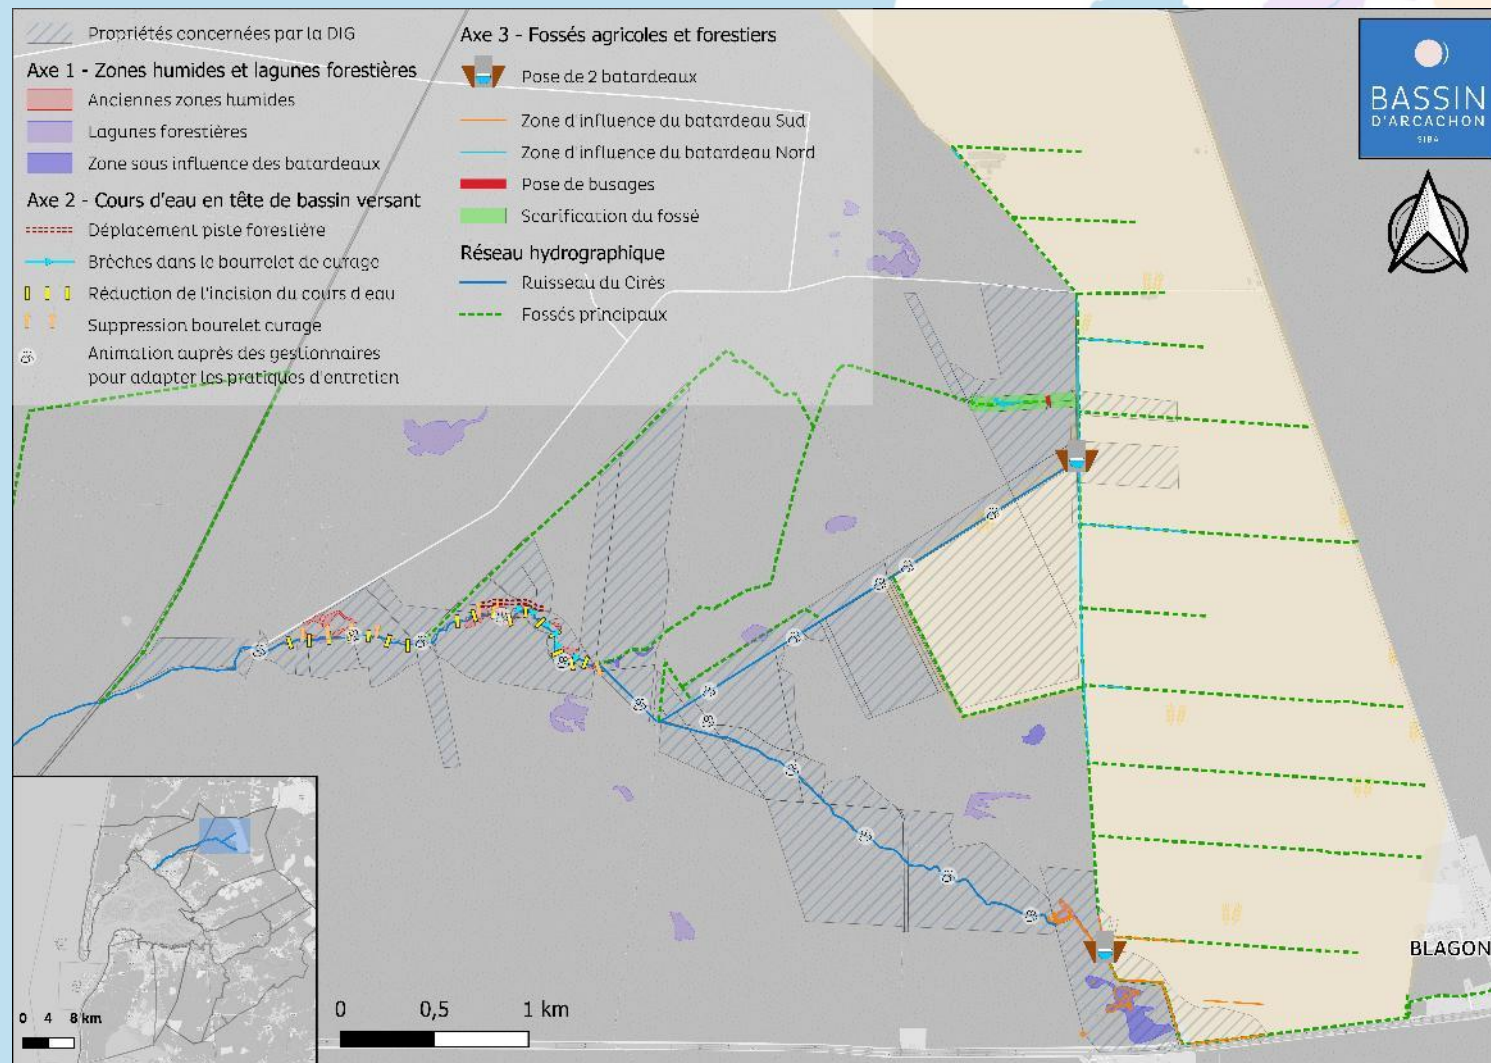 Propriétés concernées par la DIG
Axe 1 - Zones humides et lagunes forestières
Anciennes zones humides
Lagunes forestières
Zone sous influence des batardeaux
Axe 2 - Cours d'eau en tête de bassin versant
Déplacement piste forestière
Brèches dans le bourrelet de curage
Réduction de l'incision du cours d eau
Suppression bourelet curage
Animation auprès des gestionnaires
pour adapter les pratiques d'entretien
Axe 3 - Fossés agricoles et forestiers
Pose de 2 batardeaux
Zone d'influence du batardeau Sud
Zone d'influence du batardeau Nord
Pose de busages
Scarification du fossé
Réseau hydrographique
Ruisseau du Cirès
Fossés principaux
BASSIN
D'ARCACHON
SIBA
BLAGON
0 4 8 km
0 0,5 1 km